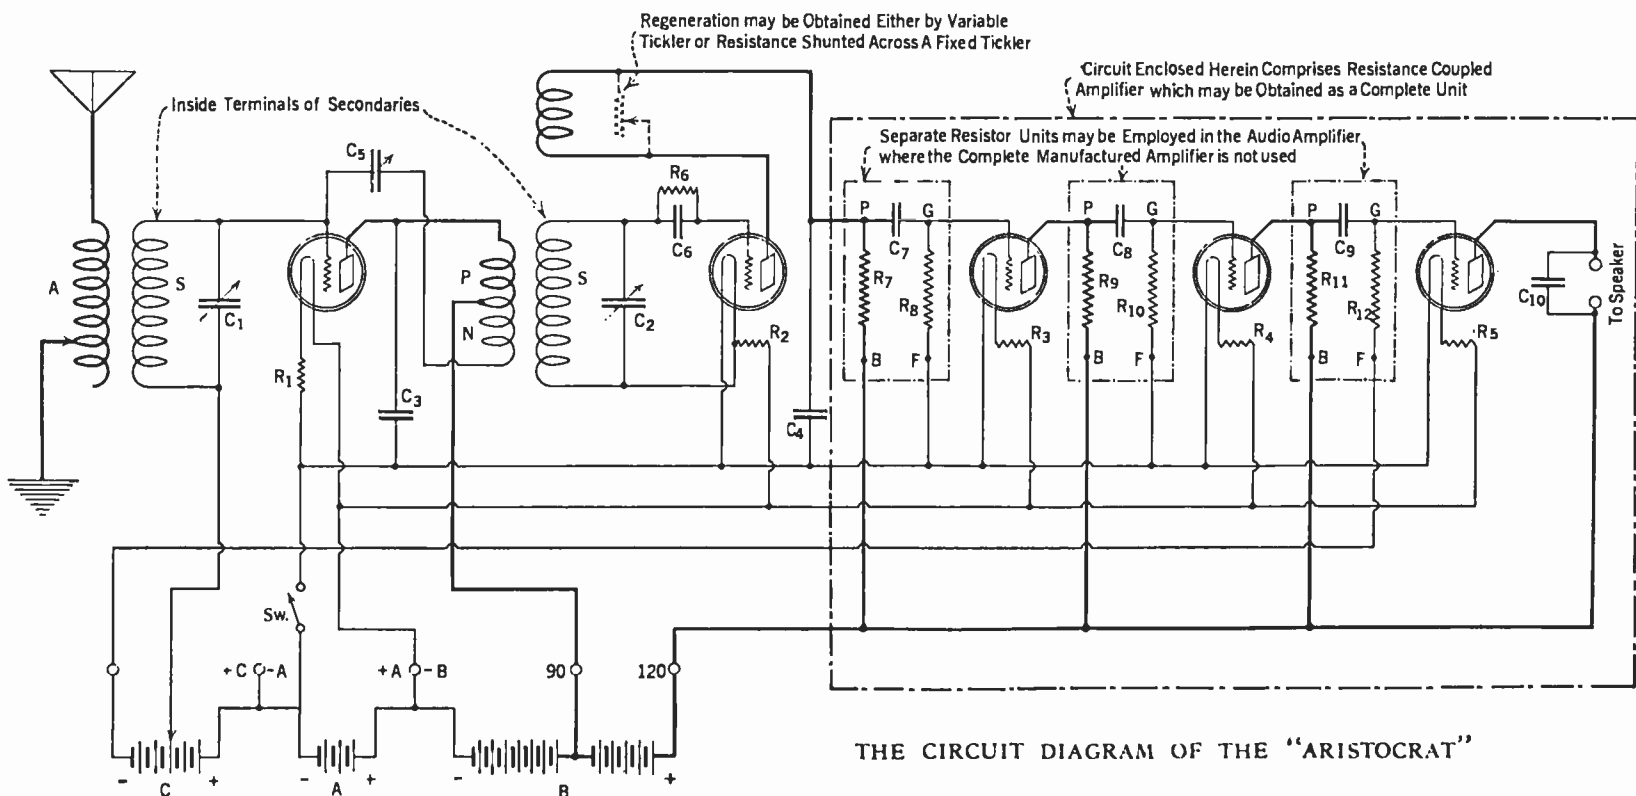 Regeneration may be Obtained Either by Variable
Tickler or Resistance Shunted Across A Fixed Tickler
Circuit Enclosed Herein Comprises Resistance Coupled
Amplifier which may be Obtained as a Complete Unit
Inside Terminals of Secondaries
Separate Resistor Units may be Employed in the Audio Amplifier
where the Complete Manufactured Amplifier is not used
C5
R6
C6
A
S
C1
R1
C3
P
N
S
C2
R2
C4
P
G
C7
R7
R8
B
F
R3
P
G
C8
R9
R10
B
F
R4
P
G
C9
R11
R12
B
F
R5
C10
To Speaker
Sw.
+C -A
+A -B
90
120
- C +
- A +
- B +
THE CIRCUIT DIAGRAM OF THE "ARISTOCRAT"